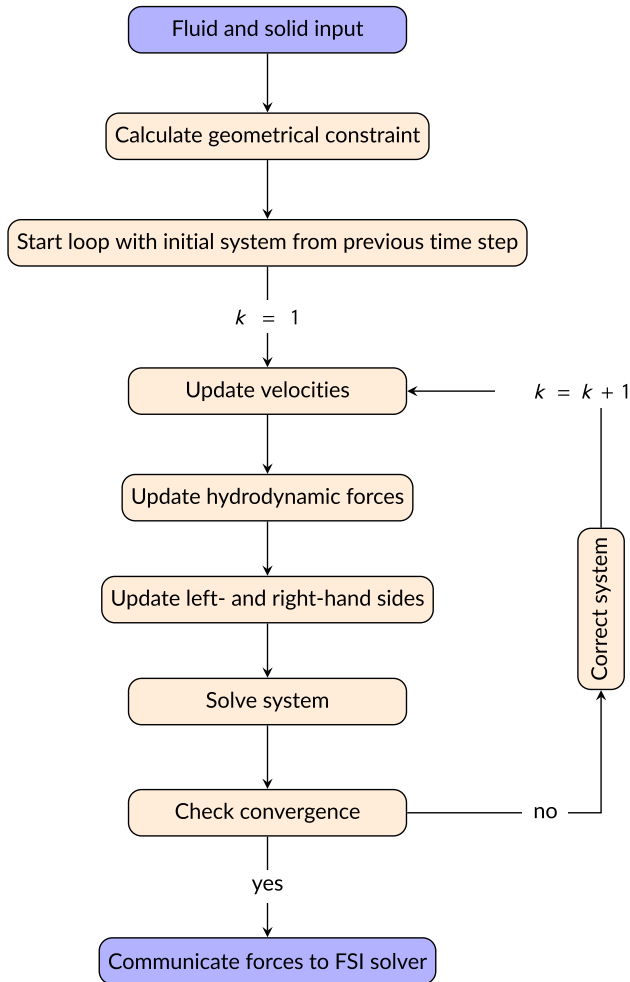 Fluid and solid input
Calculate geometrical constraint
Start loop with initial system from previous time step
k = 1
Update velocities
k = k + 1
Update hydrodynamic forces
Update left- and right-hand sides
Correct system
Solve system
Check convergence
no
yes
Communicate forces to FSI solver